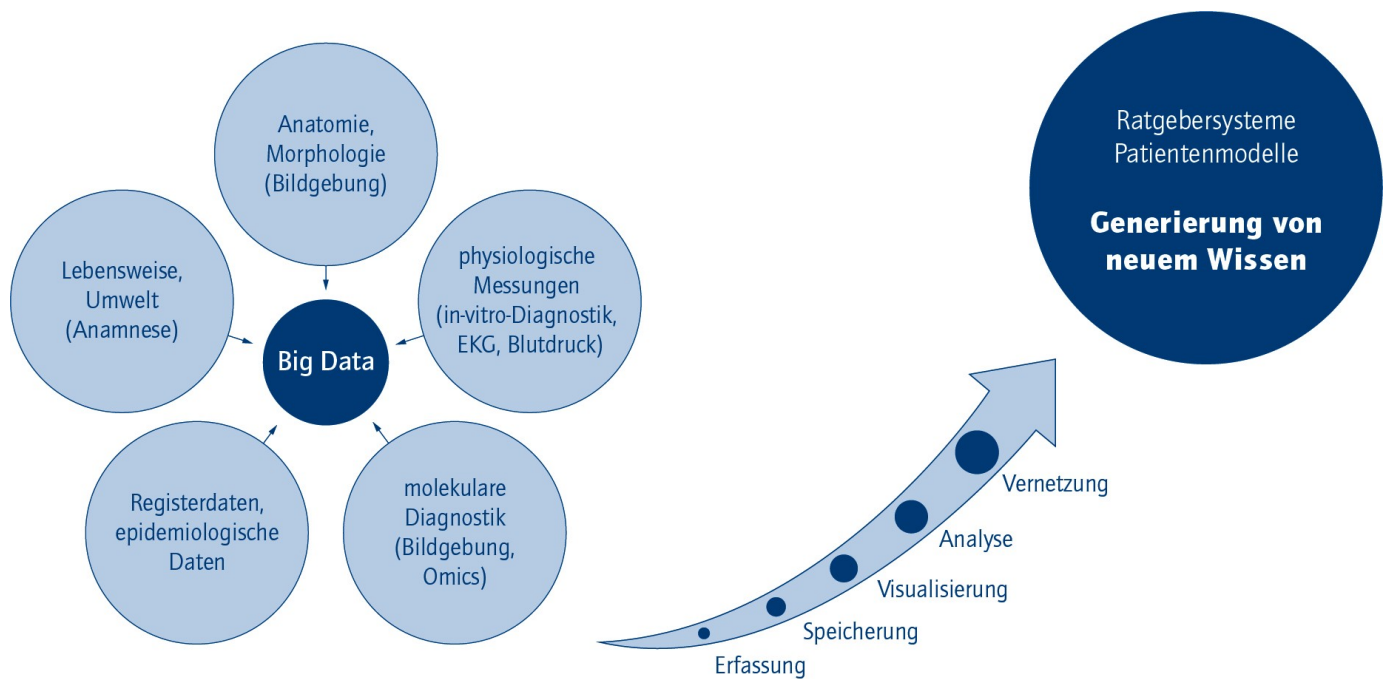 Anatomie,
Morphologie
(Bildgebung)
Lebensweise,
Umwelt
(Anamnese)
physiologische
Messungen
(in-vitro-Diagnostik,
EKG, Blutdruck)
Big Data
Registerdaten,
epidemiologische
Daten
molekulare
Diagnostik
(Bildgebung,
Omics)
Erfassung
Speicherung
Visualisierung
Analyse
Vernetzung
Ratgebersysteme
Patientenmodelle
Generierung von
neuem Wissen